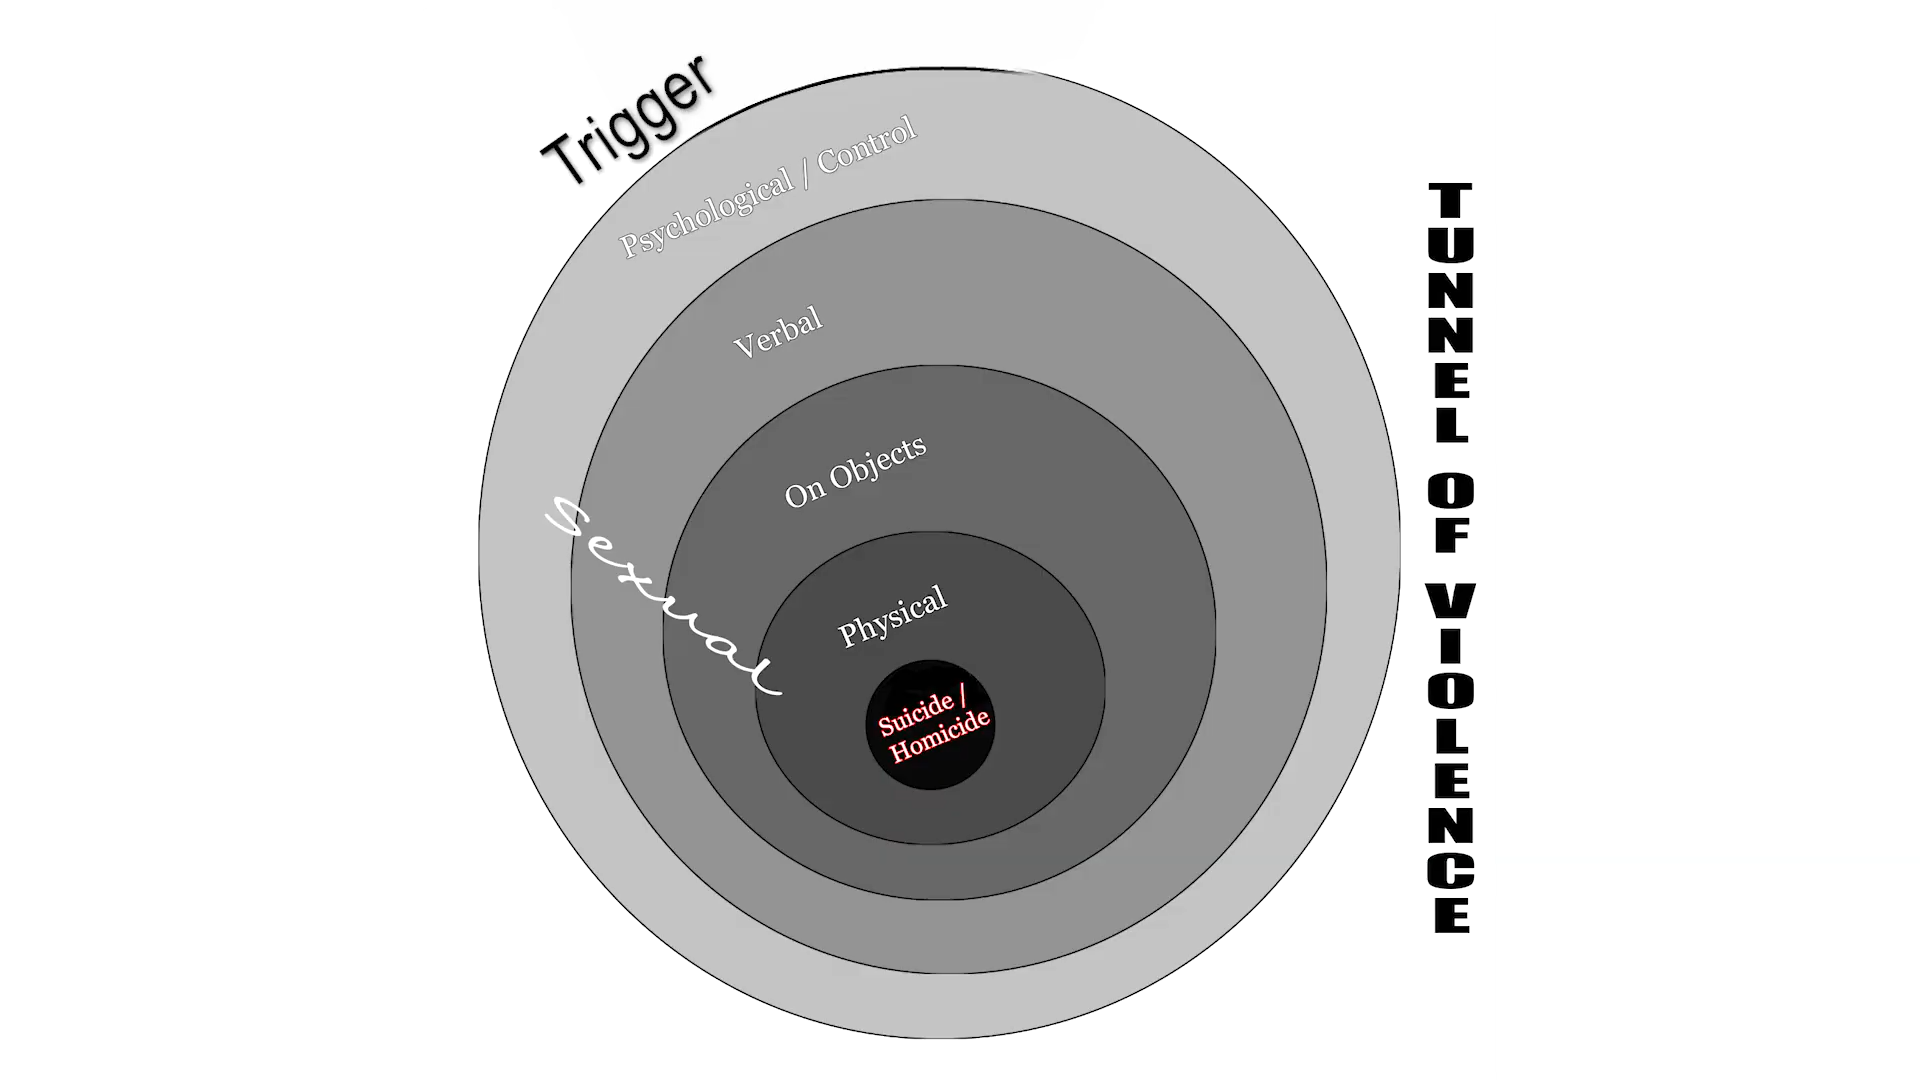 Trigger
Psychological / Control
Verbal
On Objects
Sexual
Physical
Suicide /
Homicide
TUNNEL OF VIOLENCE